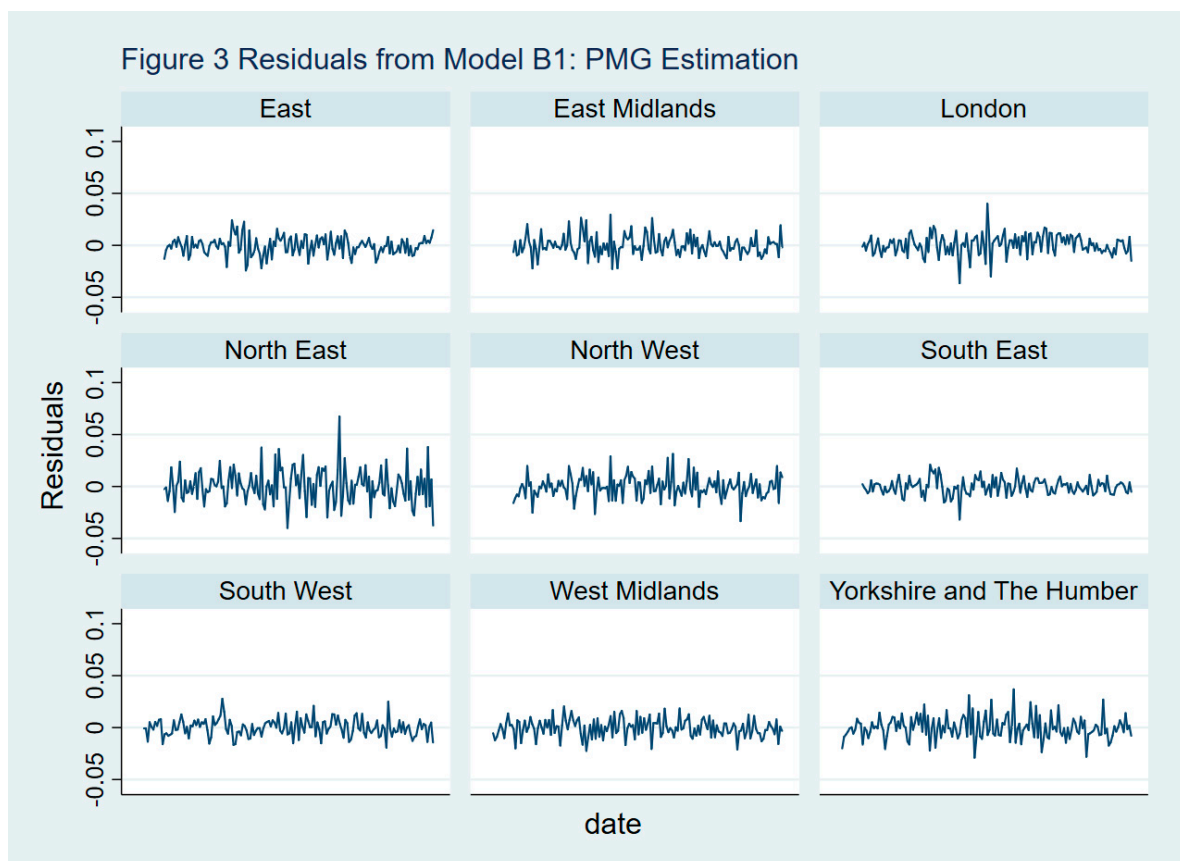 Figure 3 Residuals from Model B1: PMG Estimation
East
East Midlands
London
0.1
0.05
0
-0.05
North East
North West
South East
0.1
0.05
0
-0.05
Residuals
South West
West Midlands
Yorkshire and The Humber
0.1
0.05
0
-0.05
date